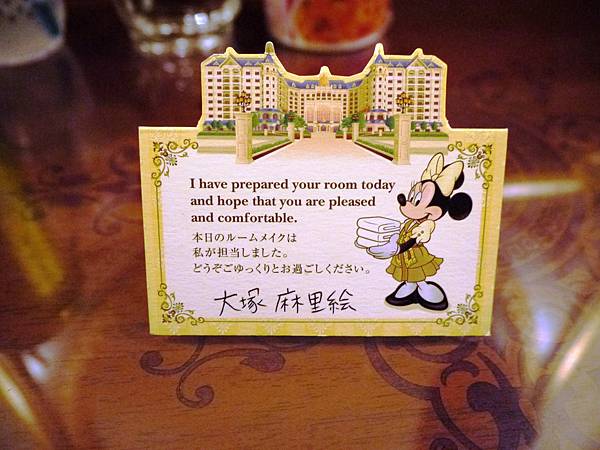 I have prepared your room today
and hope that you are pleased
and comfortable.
本日のルームメイクは
私が担当しました。
どうぞごゆっくりとお過ごしください。
大塚 麻里絵